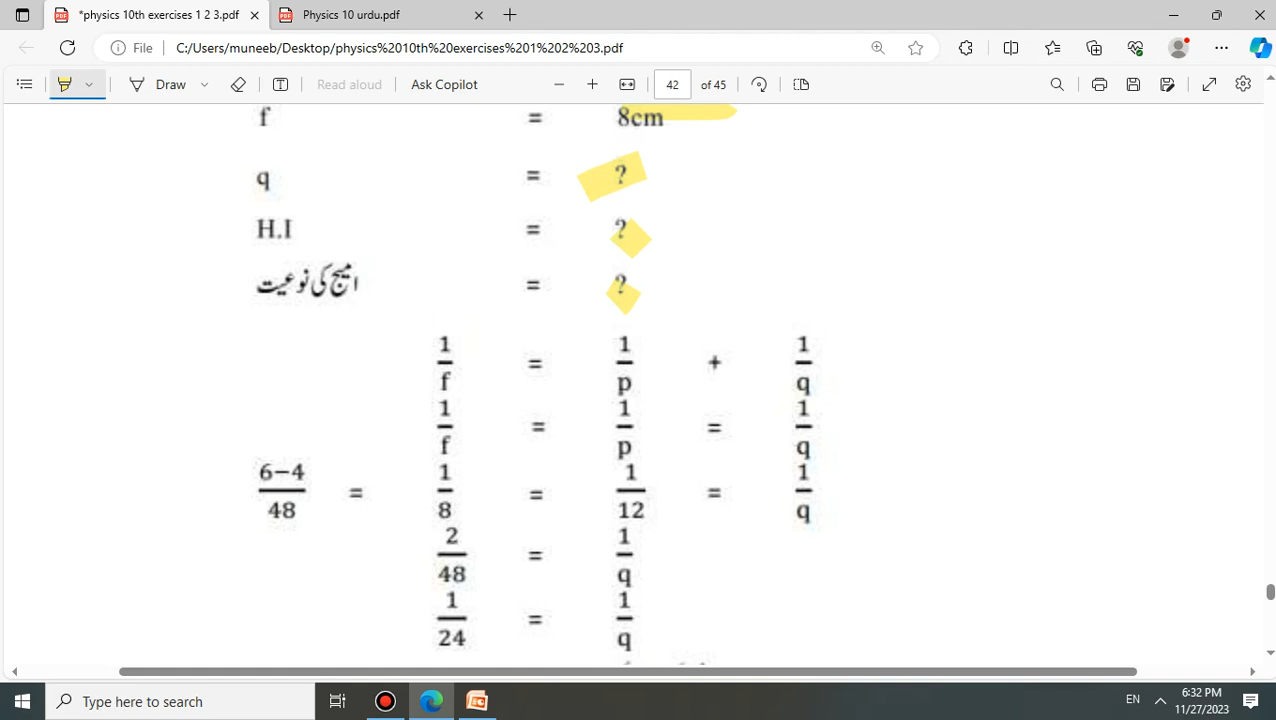 *physics 10th exercises 1 2 3.pdf
Physics 10 urdu.pdf
File C:/Users/muneeb/Desktop/physics%2010th%20exercises%201%202%203.pdf
Draw Read aloud Ask Copilot 42 of 45
f = 8cm
q = ?
H.I = ?
امیج کی نوعیت = ?
1/f = 1/p + 1/q
1/f = 1/p = 1/q
6−4/48 = 1/8 = 1/12 = 1/q
2/48 = 1/q
1/24 = 1/q
Type here to search
EN 6:32 PM
11/27/2023